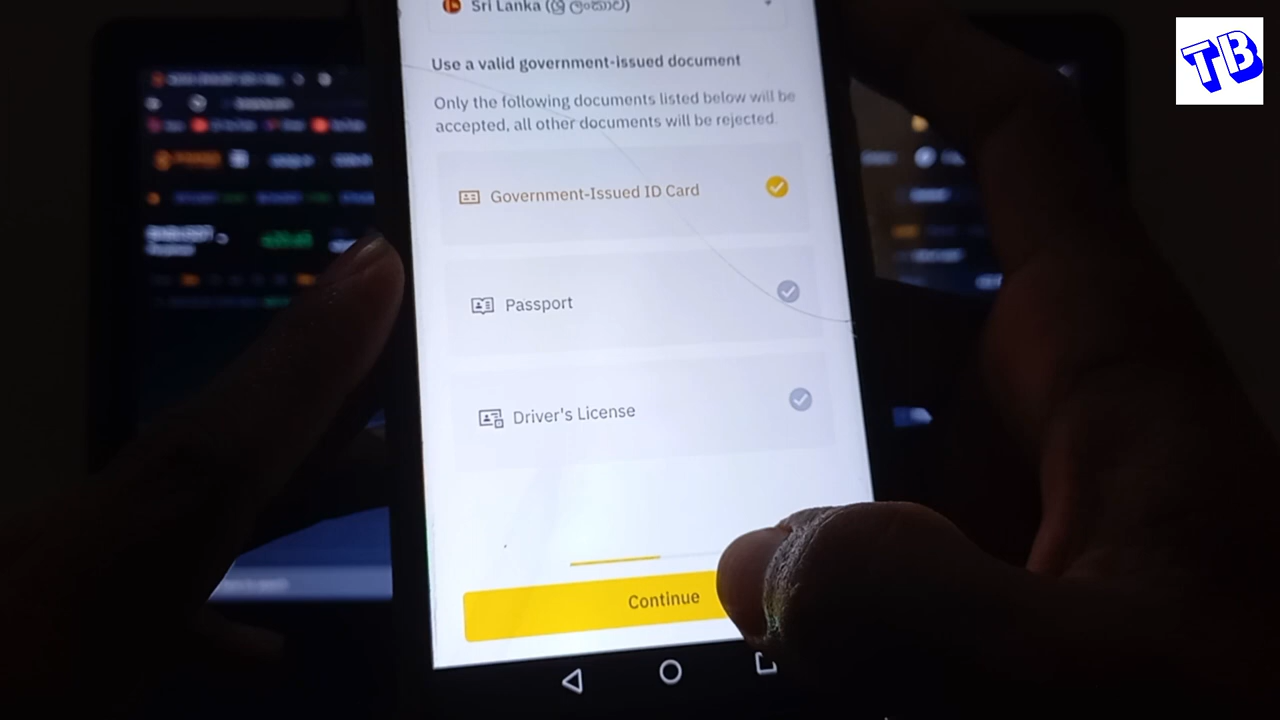 Sri Lanka (ශ්‍රී ලංකාව)
TB
Use a valid government-issued document
Only the following documents listed below will be
accepted, all other documents will be rejected.
Government-Issued ID Card
Passport
Driver's License
Continue